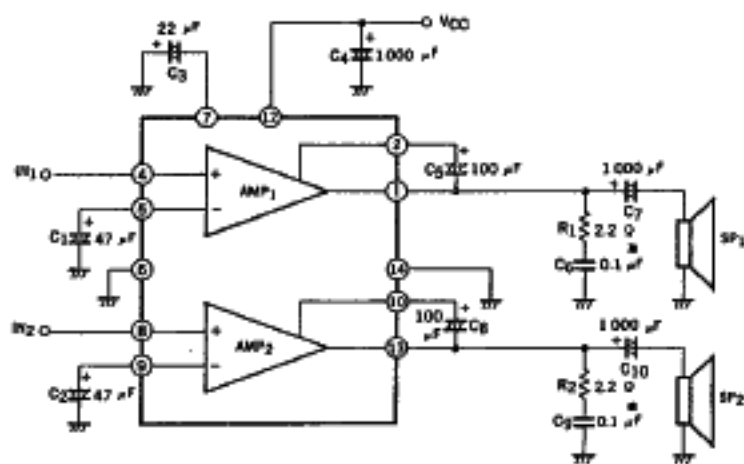 22 μF
C3
VCC
C4
1000 μF
7
12
2
IN1
4
AMP1
C5
100 μF
1
1000 μF
C7
C1
47 μF
5
R1
2.2 Ω
SP1
6
14
C6
0.1 μF
10
IN2
8
AMP2
100 μF
C8
13
1000 μF
C10
9
C2
47 μF
R2
2.2 Ω
SP2
C9
0.1 μF